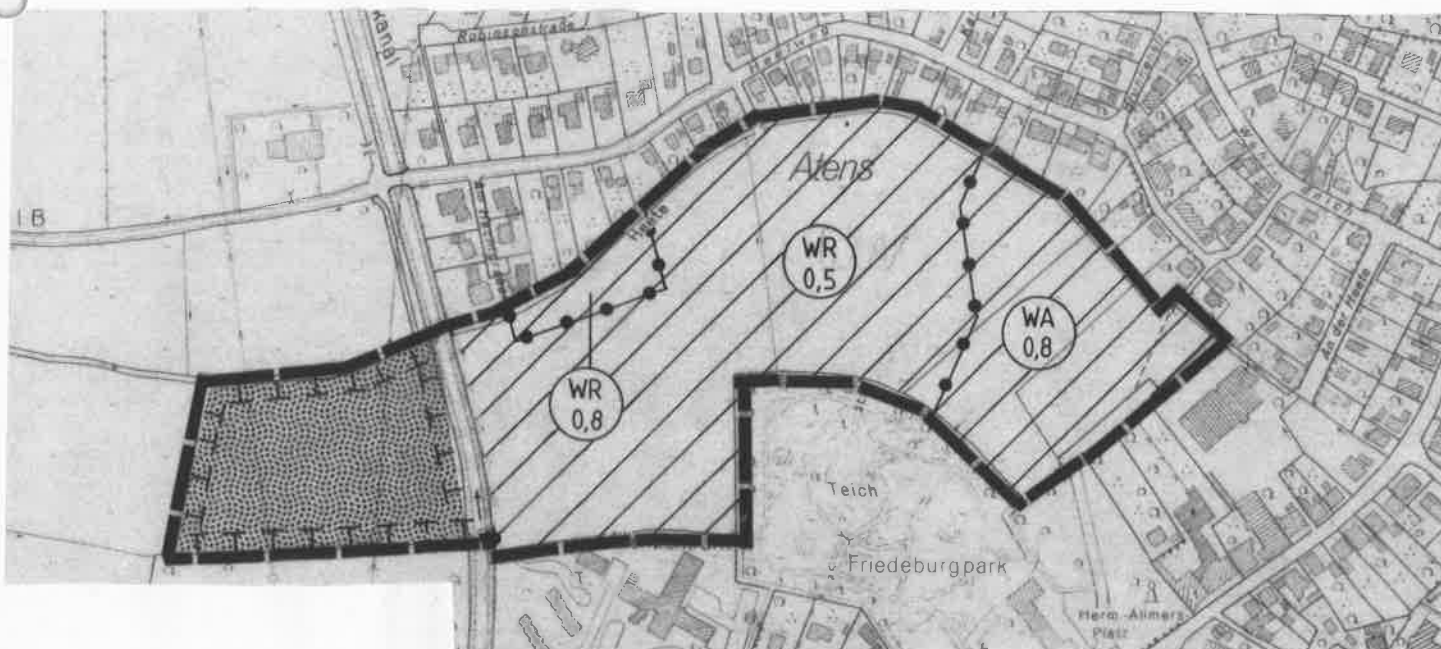 kanal
Robinsonstraße
Atens
I B
WR
0,5
WA
0,8
WR
0,8
An der Heete
Teich
Friedeburgpark
Herm.-Allmers-
Platz